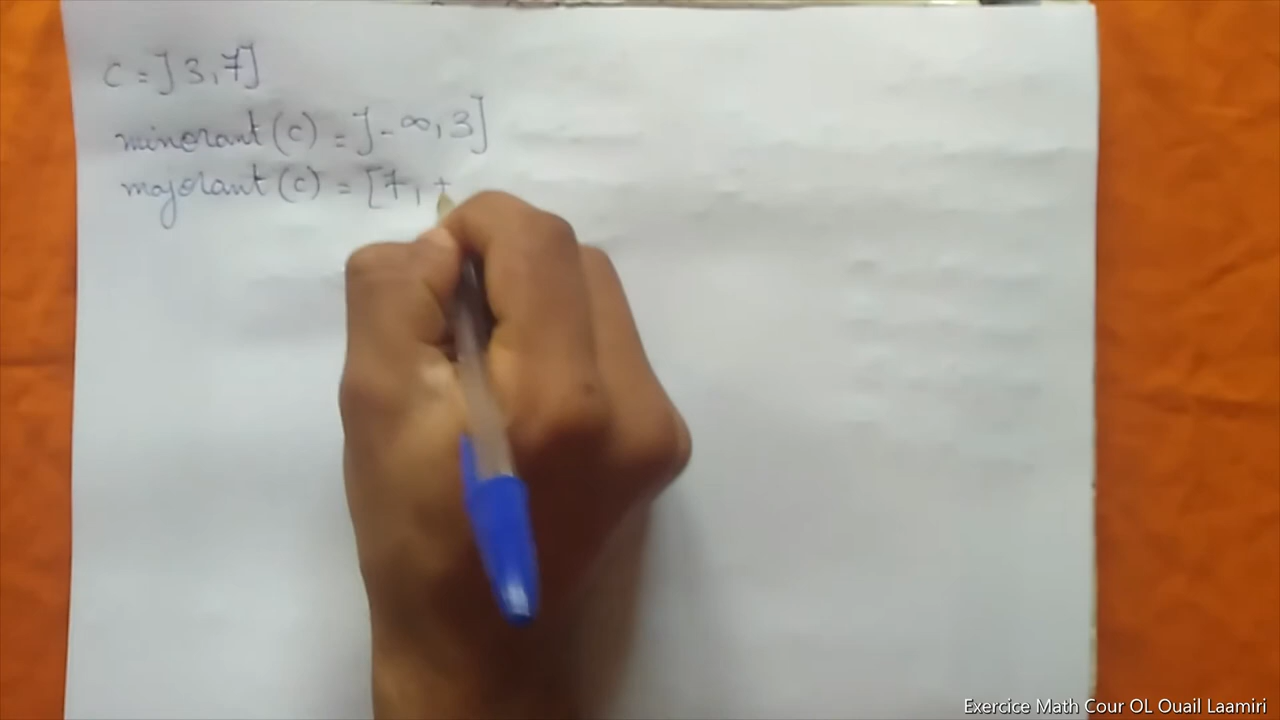 C = ]3,7]
minorant(C) = ]-∞,3]
majorant(C) = [7,+
Exercice Math Cour OL Ouail Laamiri